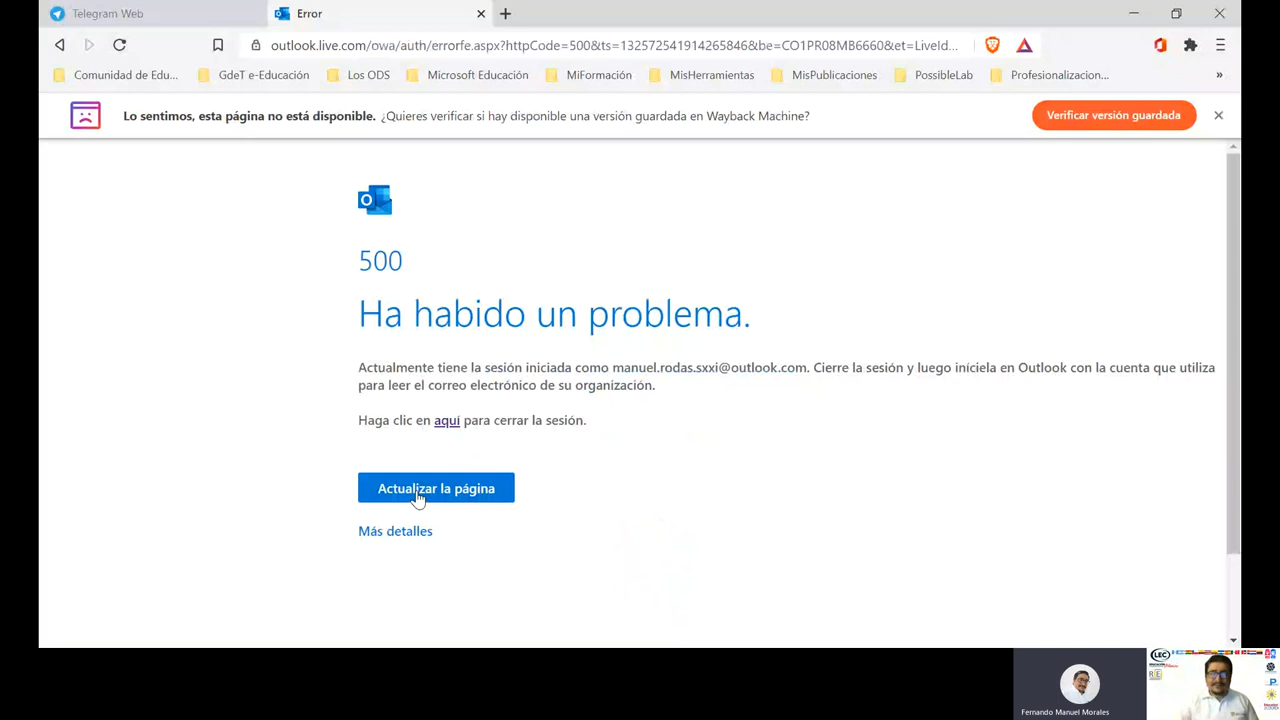 Telegram Web
Error
outlook.live.com/owa/auth/errorfe.aspx?httpCode=500&ts=132572541914265846&be=CO1PR08MB6660&et=LiveId...
Comunidad de Edu...
GdeT e-Educación
Los ODS
Microsoft Educación
MiFormación
MisHerramientas
MisPublicaciones
PossibleLab
Profesionalizacion...
»
Lo sentimos, esta página no está disponible. ¿Quieres verificar si hay disponible una versión guardada en Wayback Machine?
Verificar versión guardada
500
Ha habido un problema.
Actualmente tiene la sesión iniciada como manuel.rodas.sxxi@outlook.com. Cierre la sesión y luego iníciela en Outlook con la cuenta que utiliza
para leer el correo electrónico de su organización.
Haga clic en aquí para cerrar la sesión.
Actualizar la página
Más detalles
LEC
Fernando Manuel Morales